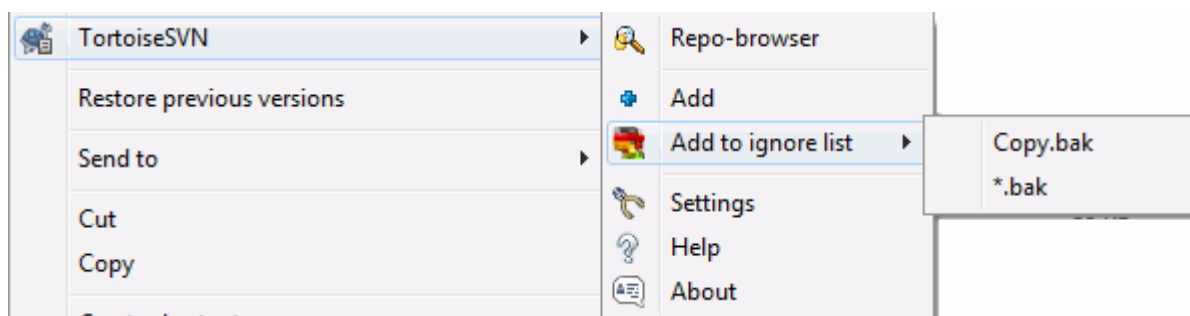 TortoiseSVN
Restore previous versions
Send to
Cut
Copy
Repo-browser
Add
Add to ignore list
Settings
Help
About
Copy.bak
*.bak